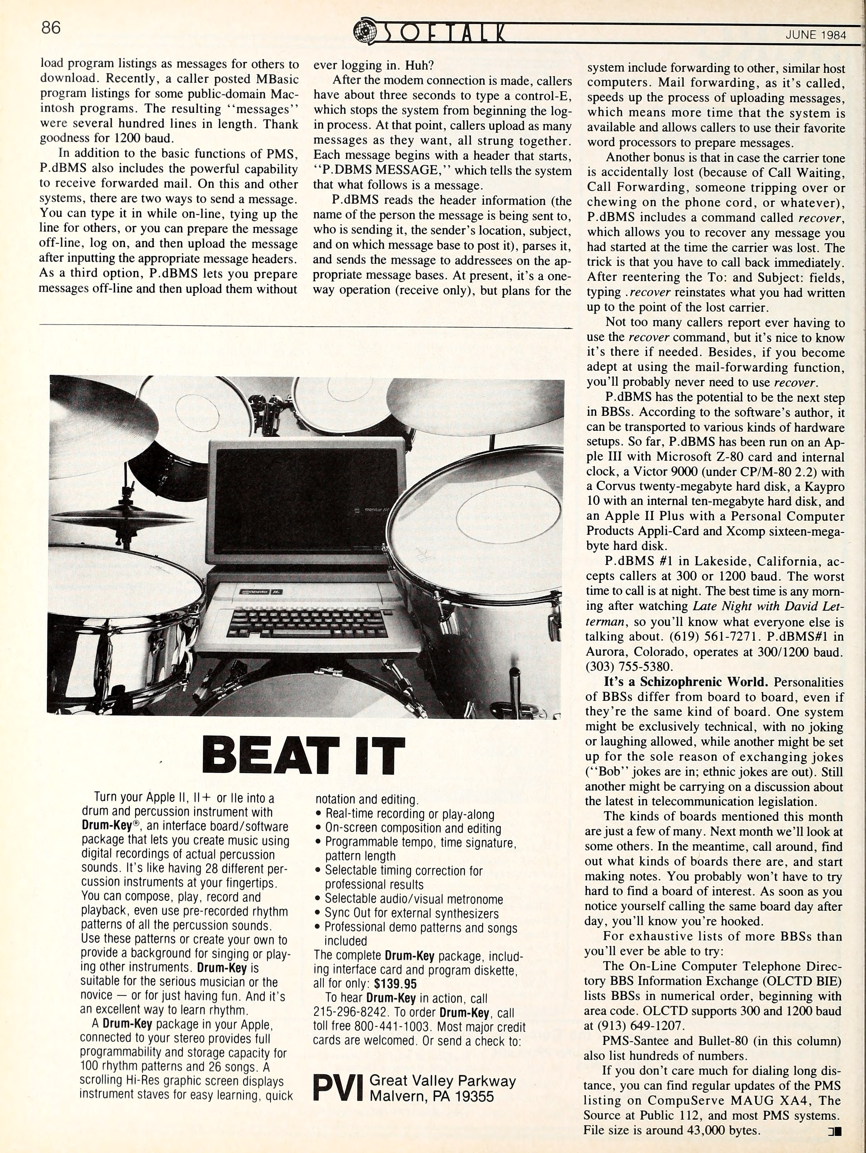 86
SOFTALK
JUNE 1984
load program listings as messages for others to
download. Recently, a caller posted MBasic
program listings for some public-domain Mac-
intosh programs. The resulting "messages"
were several hundred lines in length. Thank
goodness for 1200 baud.
In addition to the basic functions of PMS,
P.dBMS also includes the powerful capability
to receive forwarded mail. On this and other
systems, there are two ways to send a message.
You can type it in while on-line, tying up the
line for others, or you can prepare the message
off-line, log on, and then upload the message
after inputting the appropriate message headers.
As a third option, P.dBMS lets you prepare
messages off-line and then upload them without
ever logging in. Huh?
After the modem connection is made, callers
have about three seconds to type a control-E,
which stops the system from beginning the log-
in process. At that point, callers upload as many
messages as they want, all strung together.
Each message begins with a header that starts,
"P.DBMS MESSAGE," which tells the system
that what follows is a message.
P.dBMS reads the header information (the
name of the person the message is being sent to,
who is sending it, the sender's location, subject,
and on which message base to post it), parses it,
and sends the message to addressees on the ap-
propriate message bases. At present, it's a one-
way operation (receive only), but plans for the
system include forwarding to other, similar host
computers. Mail forwarding, as it's called,
speeds up the process of uploading messages,
which means more time that the system is
available and allows callers to use their favorite
word processors to prepare messages.
Another bonus is that in case the carrier tone
is accidentally lost (because of Call Waiting,
Call Forwarding, someone tripping over or
chewing on the phone cord, or whatever),
P.dBMS includes a command called recover,
which allows you to recover any message you
had started at the time the carrier was lost. The
trick is that you have to call back immediately.
After reentering the To: and Subject: fields,
typing .recover reinstates what you had written
up to the point of the lost carrier.
Not too many callers report ever having to
use the recover command, but it's nice to know
it's there if needed. Besides, if you become
adept at using the mail-forwarding function,
you'll probably never need to use recover.
P.dBMS has the potential to be the next step
in BBSs. According to the software's author, it
can be transported to various kinds of hardware
setups. So far, P.dBMS has been run on an Ap-
ple III with Microsoft Z-80 card and internal
clock, a Victor 9000 (under CP/M-80 2.2) with
a Corvus twenty-megabyte hard disk, a Kaypro
10 with an internal ten-megabyte hard disk, and
an Apple II Plus with a Personal Computer
Products Appli-Card and Xcomp sixteen-mega-
byte hard disk.
P.dBMS #1 in Lakeside, California, ac-
cepts callers at 300 or 1200 baud. The worst
time to call is at night. The best time is any morn-
ing after watching Late Night with David Let-
terman, so you'll know what everyone else is
talking about. (619) 561-7271. P.dBMS#1 in
Aurora, Colorado, operates at 300/1200 baud.
(303) 755-5380.
It's a Schizophrenic World. Personalities
of BBSs differ from board to board, even if
they're the same kind of board. One system
might be exclusively technical, with no joking
or laughing allowed, while another might be set
up for the sole reason of exchanging jokes
("Bob" jokes are in; ethnic jokes are out). Still
another might be carrying on a discussion about
the latest in telecommunication legislation.
The kinds of boards mentioned this month
are just a few of many. Next month we'll look at
some others. In the meantime, call around, find
out what kinds of boards there are, and start
making notes. You probably won't have to try
hard to find a board of interest. As soon as you
notice yourself calling the same board day after
day, you'll know you're hooked.
For exhaustive lists of more BBSs than
you'll ever be able to try:
The On-Line Computer Telephone Direc-
tory BBS Information Exchange (OLCTD BIE)
lists BBSs in numerical order, beginning with
area code. OLCTD supports 300 and 1200 baud
at (913) 649-1207.
PMS-Santee and Bullet-80 (in this column)
also list hundreds of numbers.
If you don't care much for dialing long dis-
tance, you can find regular updates of the PMS
listing on CompuServe MAUG XA4, The
Source at Public 112, and most PMS systems.
File size is around 43,000 bytes.
BEAT IT
Turn your Apple II, II+ or IIe into a
drum and percussion instrument with
Drum-Key®, an interface board/software
package that lets you create music using
digital recordings of actual percussion
sounds. It's like having 28 different per-
cussion instruments at your fingertips.
You can compose, play, record and
playback, even use pre-recorded rhythm
patterns of all the percussion sounds.
Use these patterns or create your own to
provide a background for singing or play-
ing other instruments. Drum-Key is
suitable for the serious musician or the
novice — or for just having fun. And it's
an excellent way to learn rhythm.
A Drum-Key package in your Apple,
connected to your stereo provides full
programmability and storage capacity for
100 rhythm patterns and 26 songs. A
scrolling Hi-Res graphic screen displays
instrument staves for easy learning, quick
notation and editing.
• Real-time recording or play-along
• On-screen composition and editing
• Programmable tempo, time signature,
pattern length
• Selectable timing correction for
professional results
• Selectable audio/visual metronome
• Sync Out for external synthesizers
• Professional demo patterns and songs
included
The complete Drum-Key package, includ-
ing interface card and program diskette,
all for only: $139.95
To hear Drum-Key in action, call
215-296-8242. To order Drum-Key, call
toll free 800-441-1003. Most major credit
cards are welcomed. Or send a check to:
PVI Great Valley Parkway
Malvern, PA 19355